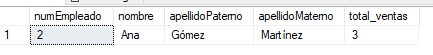 numEmpleado nombre apellidoPaterno apellidoMaterno total_ventas
1 2 Ana Gómez Martínez 3